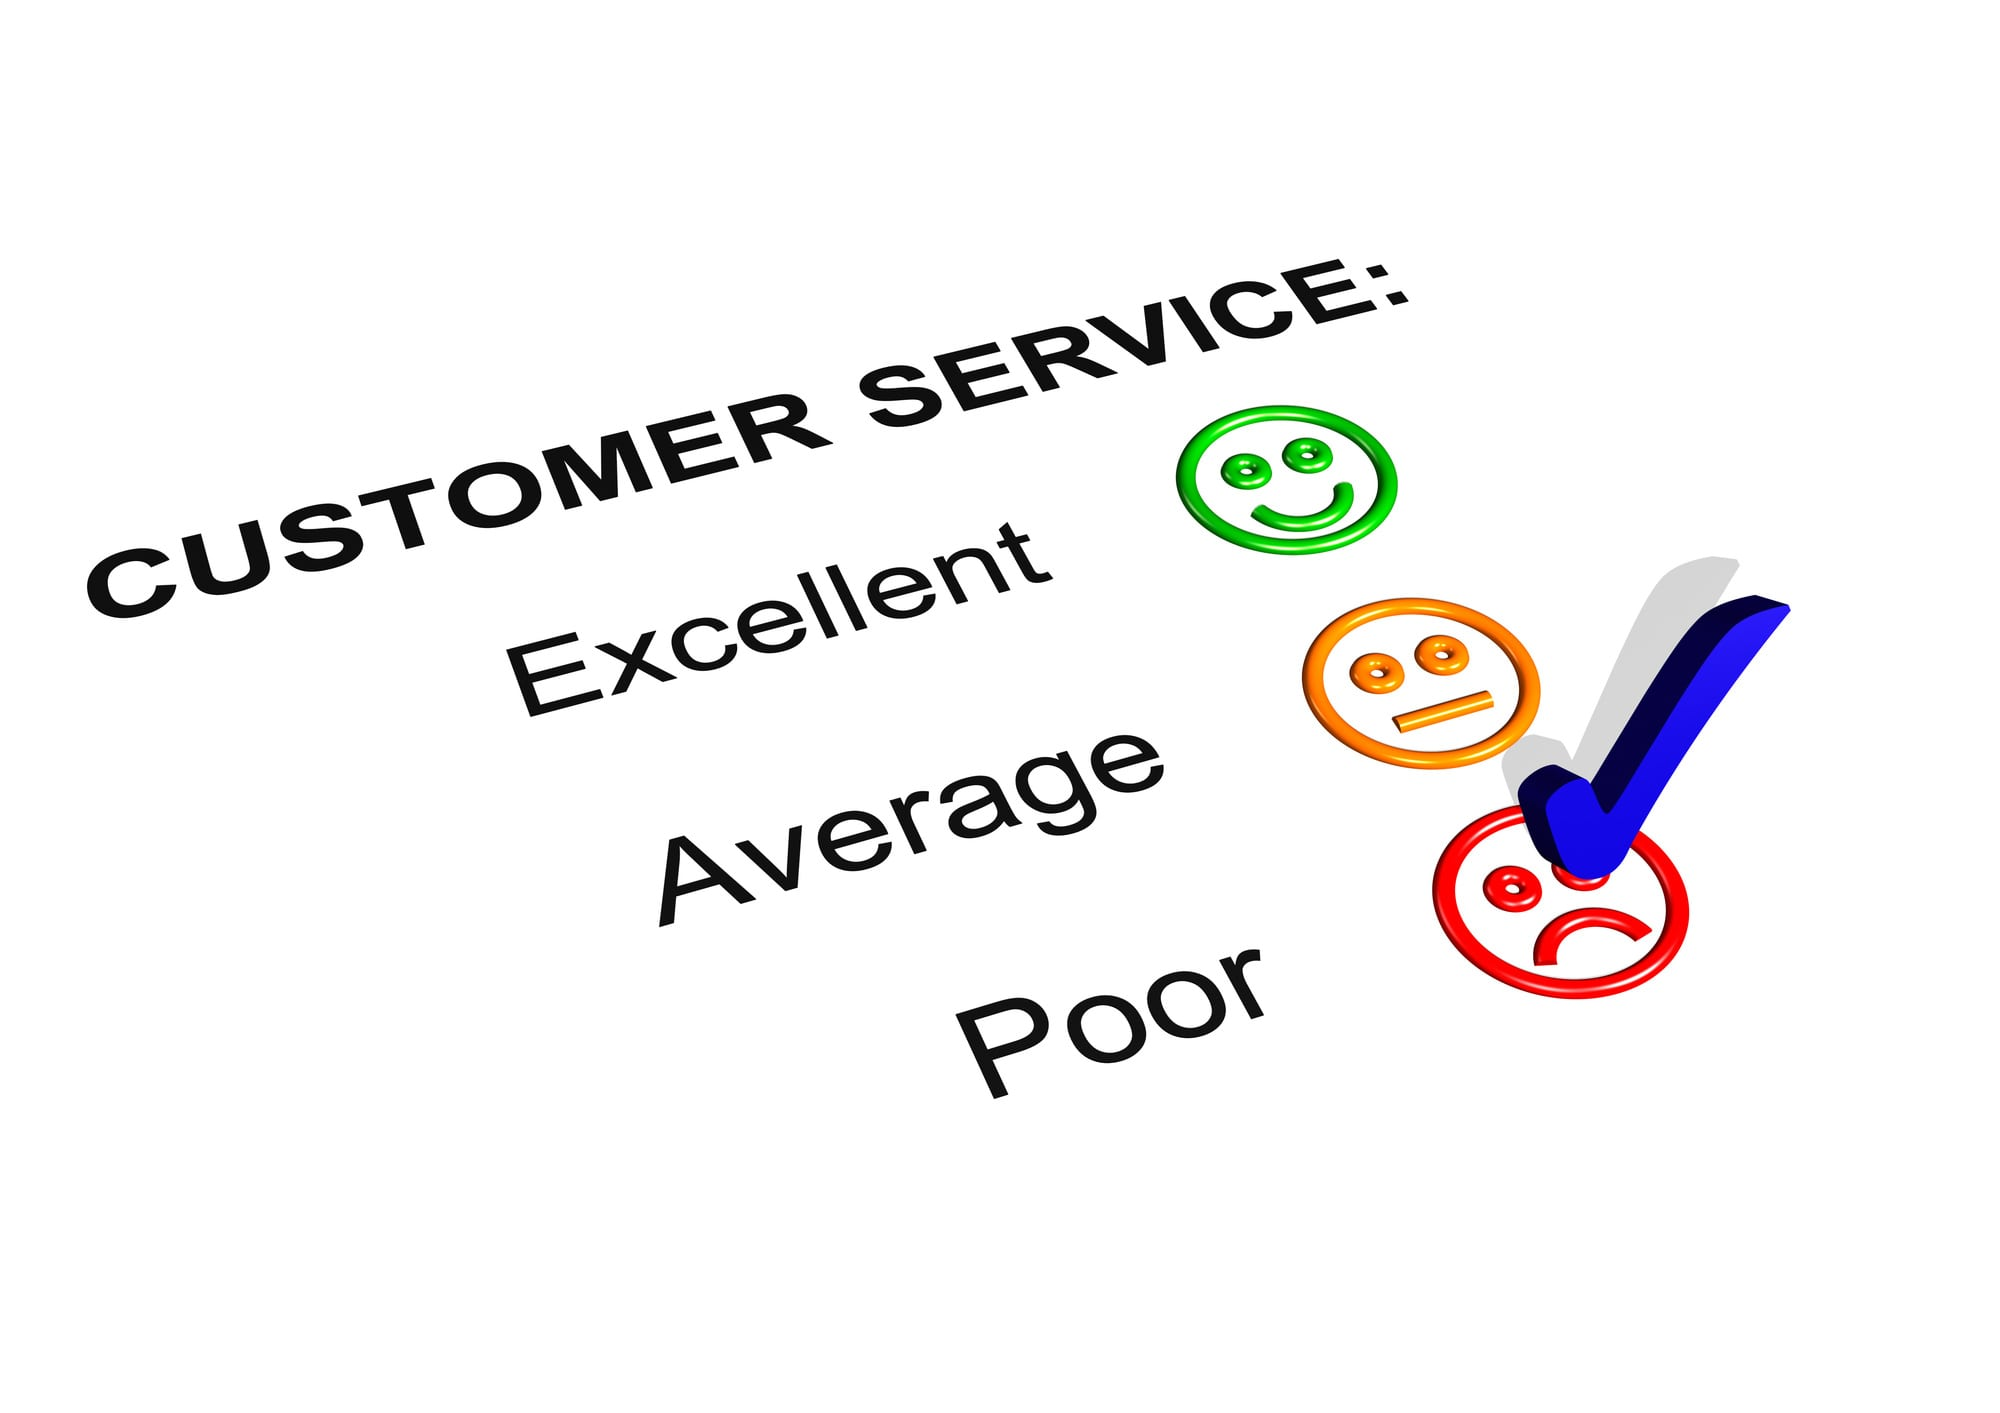 CUSTOMER SERVICE:
Excellent
Average
Poor